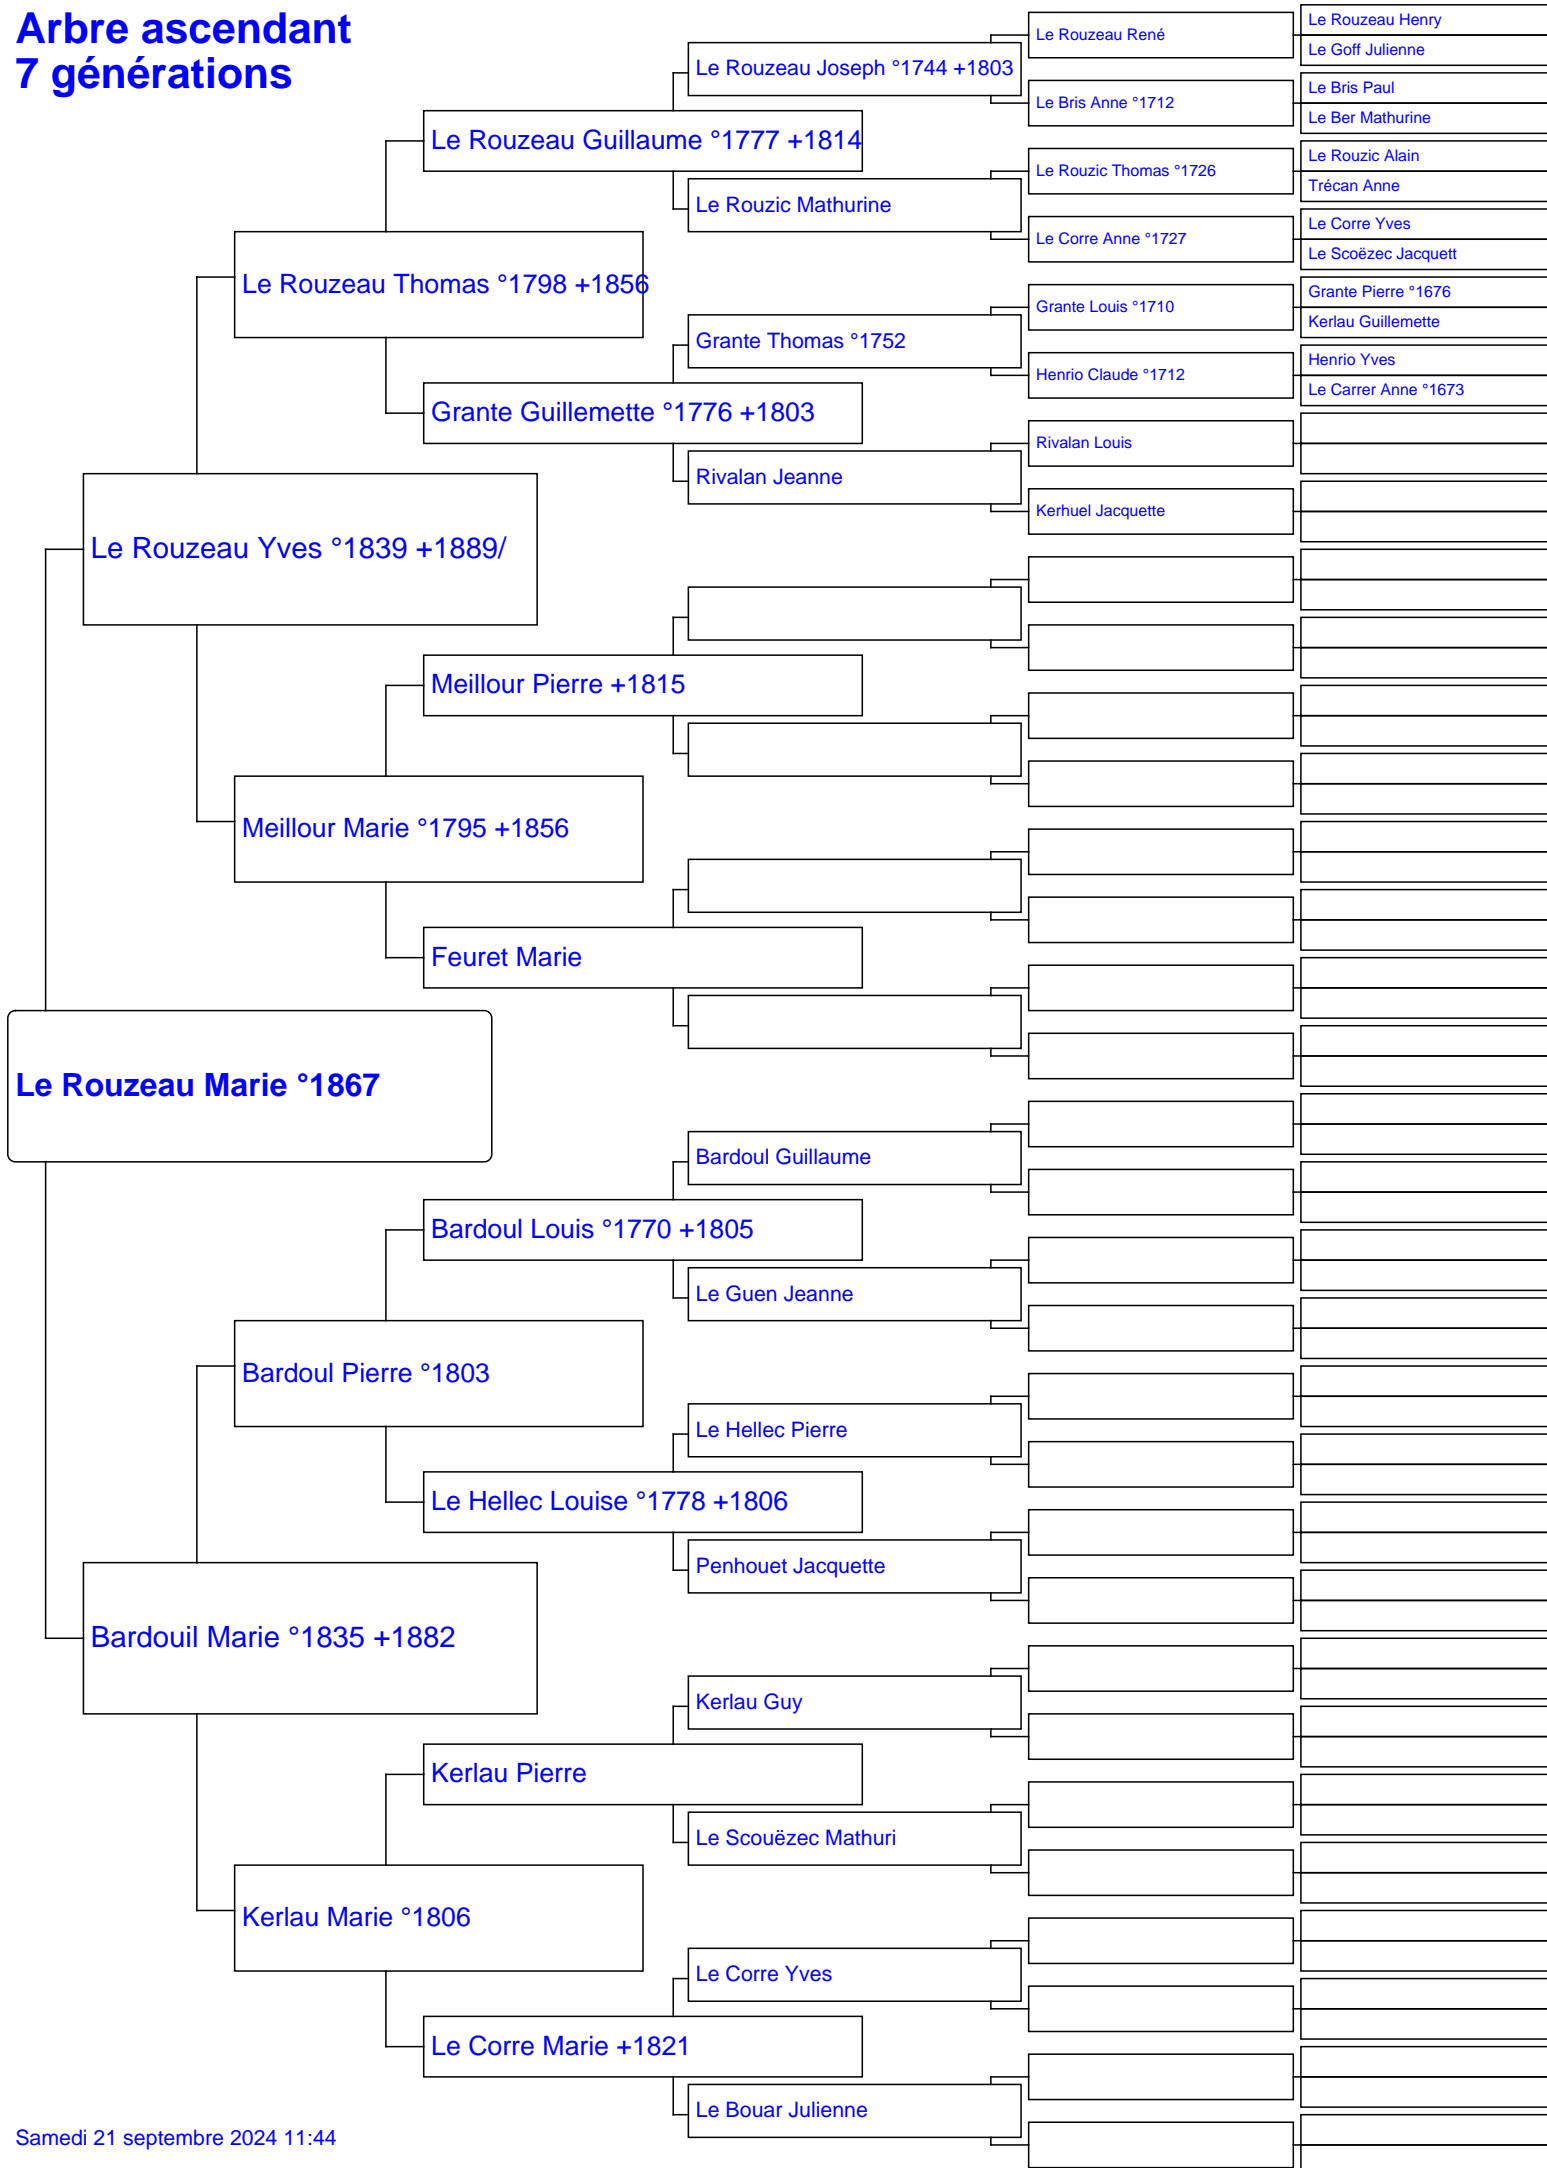 Arbre ascendant
7 générations
Le Rouzeau Henry
Le Rouzeau René
Le Goff Julienne
Le Rouzeau Joseph °1744 +1803
Le Bris Paul
Le Bris Anne °1712
Le Ber Mathurine
Le Rouzeau Guillaume °1777 +1814
Le Rouzic Alain
Le Rouzic Thomas °1726
Trécan Anne
Le Rouzic Mathurine
Le Corre Yves
Le Corre Anne °1727
Le Scoëzec Jacquett
Le Rouzeau Thomas °1798 +1856
Grante Pierre °1676
Grante Louis °1710
Kerlau Guillemette
Grante Thomas °1752
Henrio Yves
Henrio Claude °1712
Le Carrer Anne °1673
Grante Guillemette °1776 +1803
Rivalan Louis
Rivalan Jeanne
Kerhuel Jacquette
Le Rouzeau Yves °1839 +1889/
Meillour Pierre +1815
Meillour Marie °1795 +1856
Feuret Marie
Le Rouzeau Marie °1867
Bardoul Guillaume
Bardoul Louis °1770 +1805
Le Guen Jeanne
Bardoul Pierre °1803
Le Hellec Pierre
Le Hellec Louise °1778 +1806
Penhouet Jacquette
Bardouil Marie °1835 +1882
Kerlau Guy
Kerlau Pierre
Le Scouëzec Mathuri
Kerlau Marie °1806
Le Corre Yves
Le Corre Marie +1821
Le Bouar Julienne
Samedi 21 septembre 2024 11:44